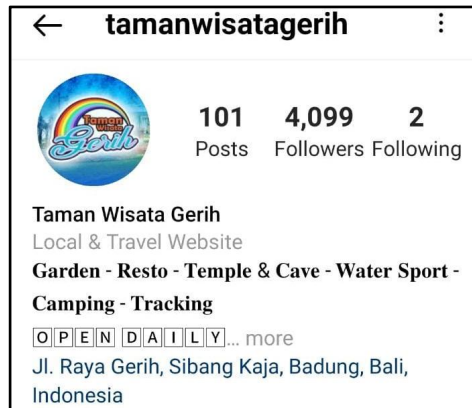 tamanwisatagerih
Taman
Wisata
Gerih
101 4,099 2
Posts Followers Following
Taman Wisata Gerih
Local & Travel Website
Garden - Resto - Temple & Cave - Water Sport -
Camping - Tracking
OPEN DAILY... more
Jl. Raya Gerih, Sibang Kaja, Badung, Bali,
Indonesia